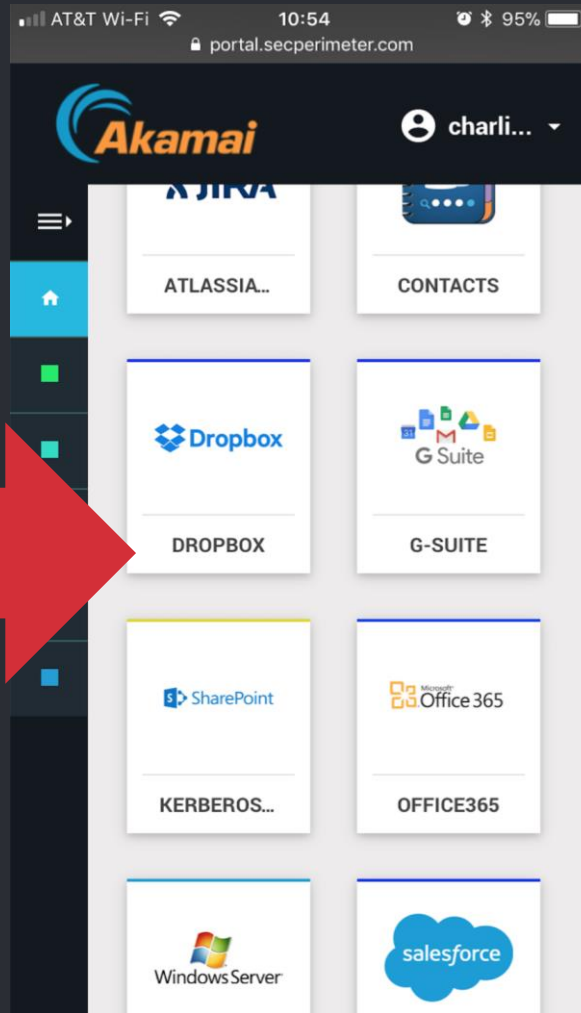 AT&T Wi-Fi 10:54 95%
portal.secperimeter.com
Akamai charli...
JIRA
ATLASSIA... CONTACTS
Dropbox G Suite
DROPBOX G-SUITE
SharePoint Microsoft Office 365
KERBEROS... OFFICE365
Windows Server salesforce